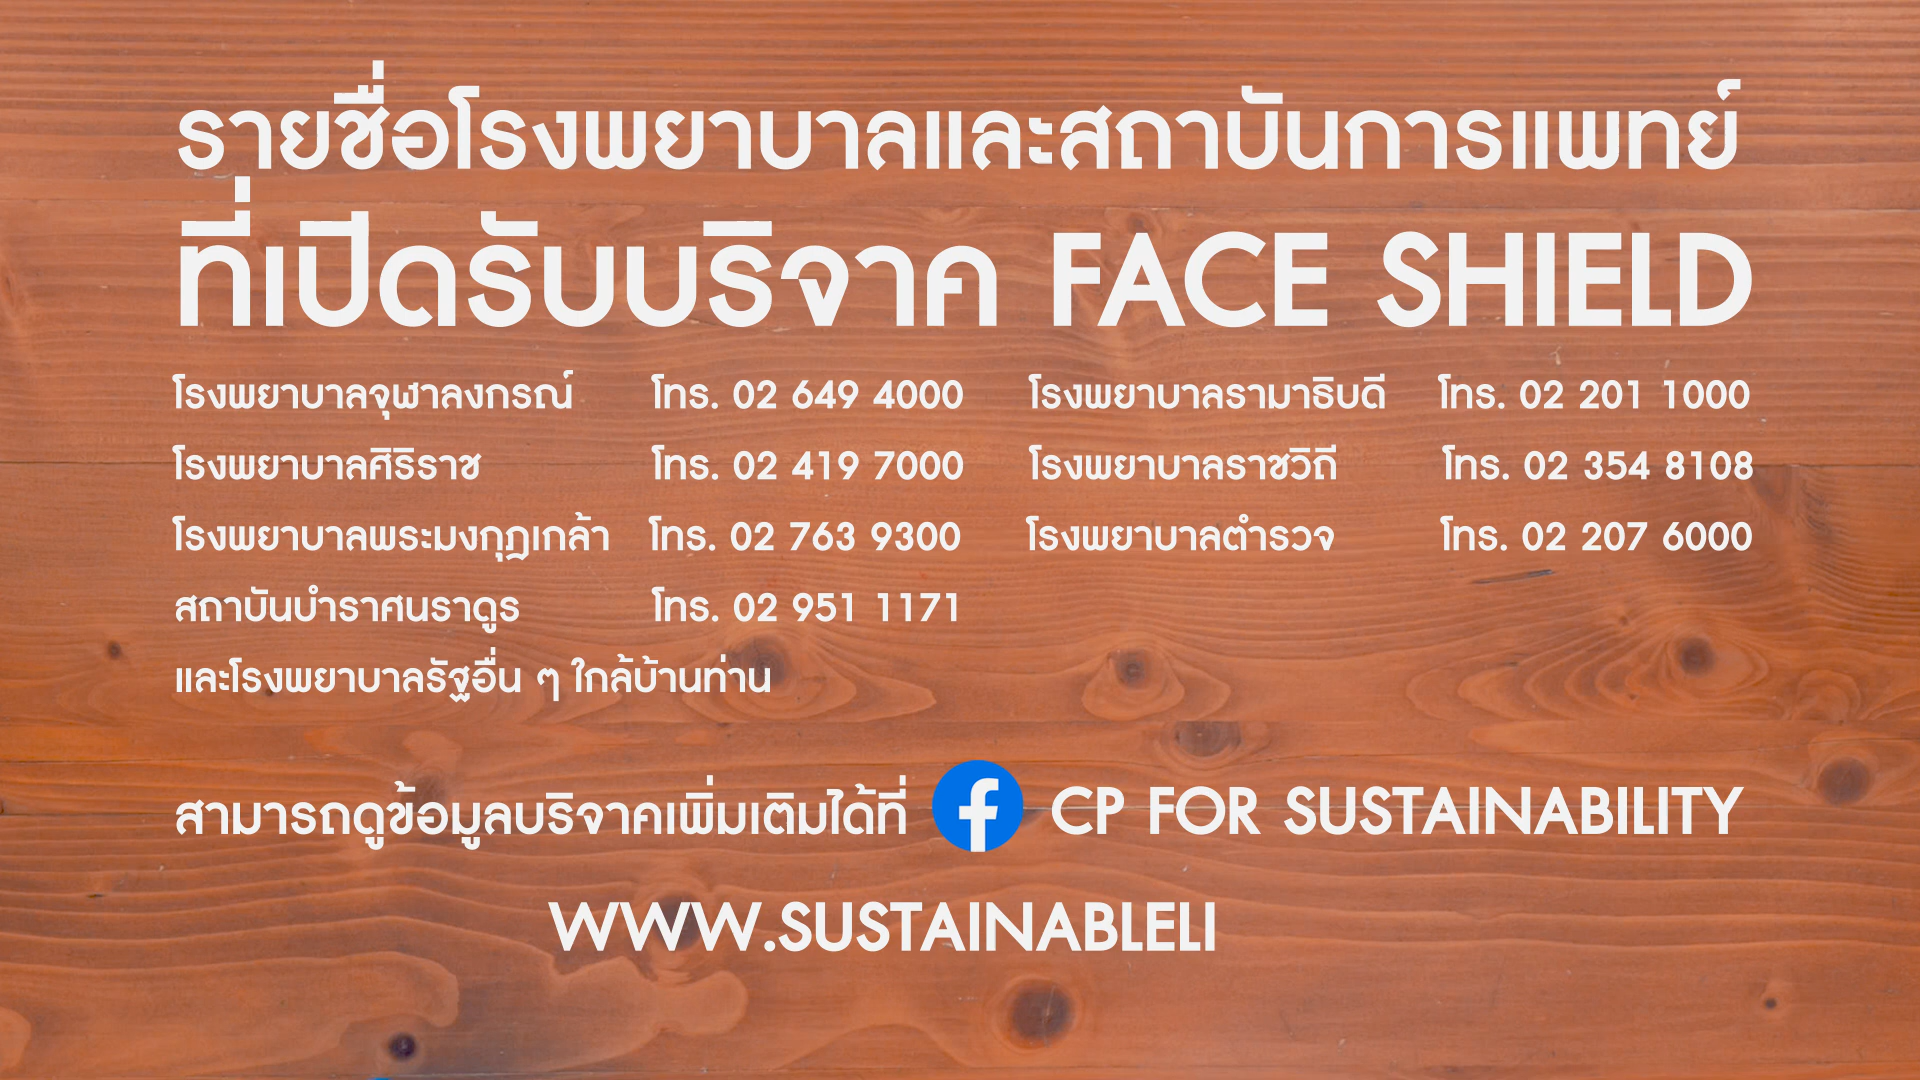 รายชื่อโรงพยาบาลและสถาบันการแพทย์
ที่เปิดรับบริจาค FACE SHIELD
โรงพยาบาลจุฬาลงกรณ์ โทร. 02 649 4000 โรงพยาบาลรามาธิบดี โทร. 02 201 1000
โรงพยาบาลศิริราช โทร. 02 419 7000 โรงพยาบาลราชวิถี โทร. 02 354 8108
โรงพยาบาลพระมงกุฎเกล้า โทร. 02 763 9300 โรงพยาบาลตำรวจ โทร. 02 207 6000
สถาบันบำราศนราดูร โทร. 02 951 1171
และโรงพยาบาลรัฐอื่น ๆ ใกล้บ้านท่าน
สามารถดูข้อมูลบริจาคเพิ่มเติมได้ที่ f CP FOR SUSTAINABILITY
WWW.SUSTAINABLELI